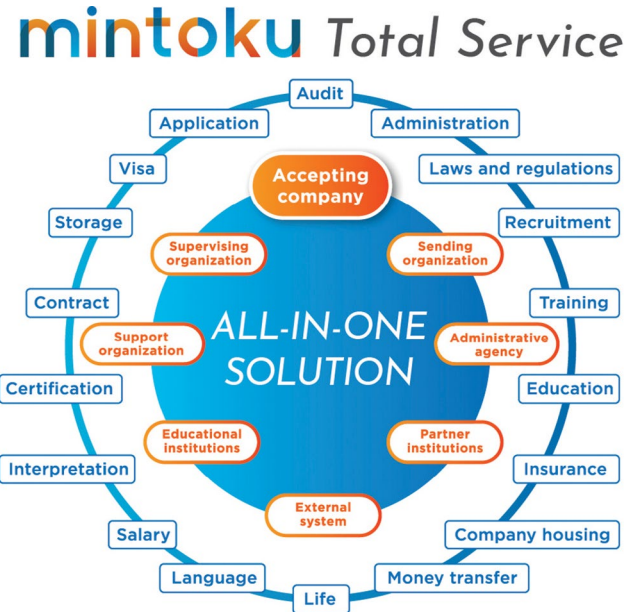 mintoku Total Service
Audit
Application
Administration
Visa
Accepting
company
Laws and regulations
Storage
Recruitment
Supervising
organization
Sending
organization
Contract
Training
ALL-IN-ONE
SOLUTION
Support
organization
Administrative
agency
Certification
Education
Educational
institutions
Partner
institutions
Interpretation
Insurance
External
system
Salary
Company housing
Language
Money transfer
Life